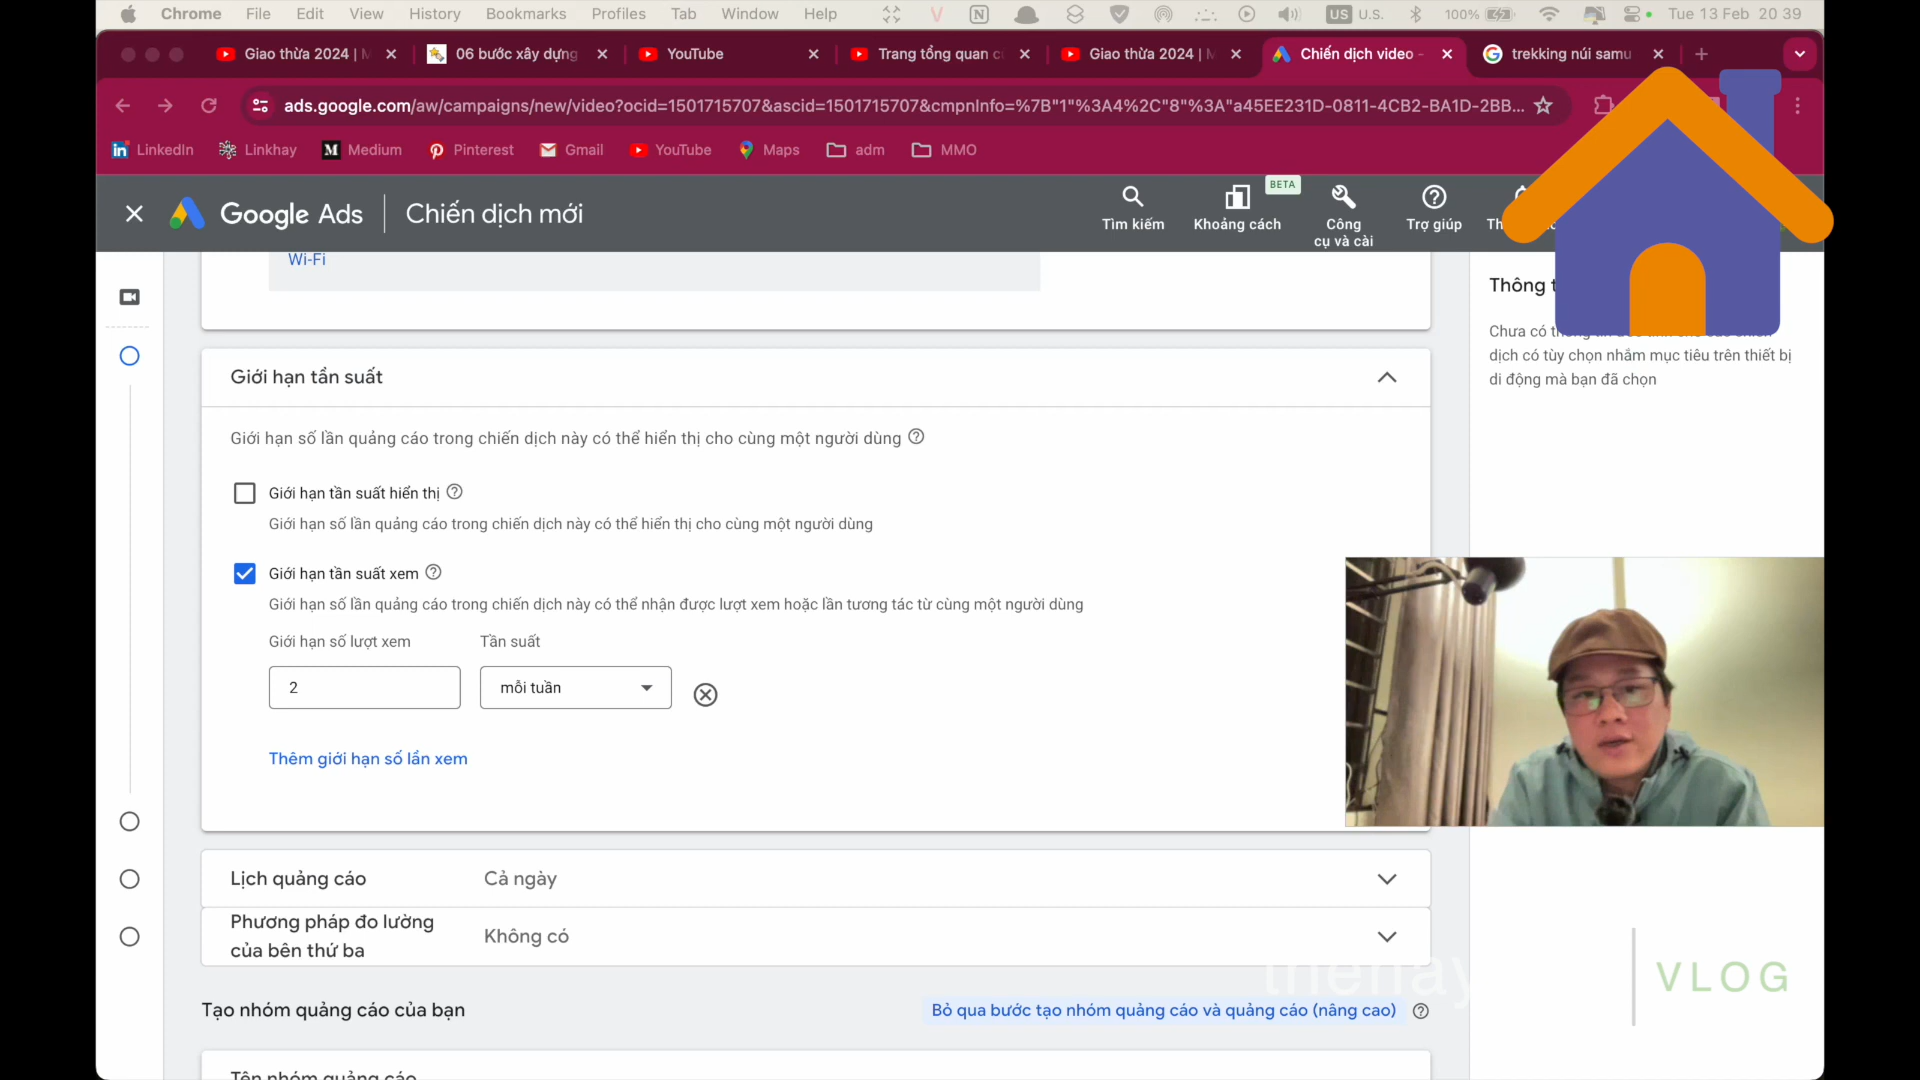 Chrome File Edit View History Bookmarks Profiles Tab Window Help US U.S. 100% Tue 13 Feb 20 39
Giao thừa 2024 | 06 bước xây dựng YouTube Trang tổng quan Giao thừa 2024 | Chiến dịch video - trekking núi samu
ads.google.com/aw/campaigns/new/video?ocid=1501715707&ascid=1501715707&cmpnInfo=%7B"1"%3A4%2C"8"%3A"a45EE231D-0811-4CB2-BA1D-2BB...
LinkedIn Linkhay Medium Pinterest Gmail YouTube Maps adm MMO
Google Ads Chiến dịch mới
BETA
Tìm kiếm Khoảng cách Công cụ và cài Trợ giúp
Wi-Fi
Thông
Chưa có
dịch có tùy chọn nhắm mục tiêu trên thiết bị
di động mà bạn đã chọn
Giới hạn tần suất
Giới hạn số lần quảng cáo trong chiến dịch này có thể hiển thị cho cùng một người dùng
Giới hạn tần suất hiển thị
Giới hạn số lần quảng cáo trong chiến dịch này có thể hiển thị cho cùng một người dùng
Giới hạn tần suất xem
Giới hạn số lần quảng cáo trong chiến dịch này có thể nhận được lượt xem hoặc lần tương tác từ cùng một người dùng
Giới hạn số lượt xem Tần suất
2 mỗi tuần
Thêm giới hạn số lần xem
Lịch quảng cáo Cả ngày
Phương pháp đo lường
của bên thứ ba Không có
VLOG
Tạo nhóm quảng cáo của bạn Bỏ qua bước tạo nhóm quảng cáo và quảng cáo (nâng cao)
Tên nhóm quảng cáo